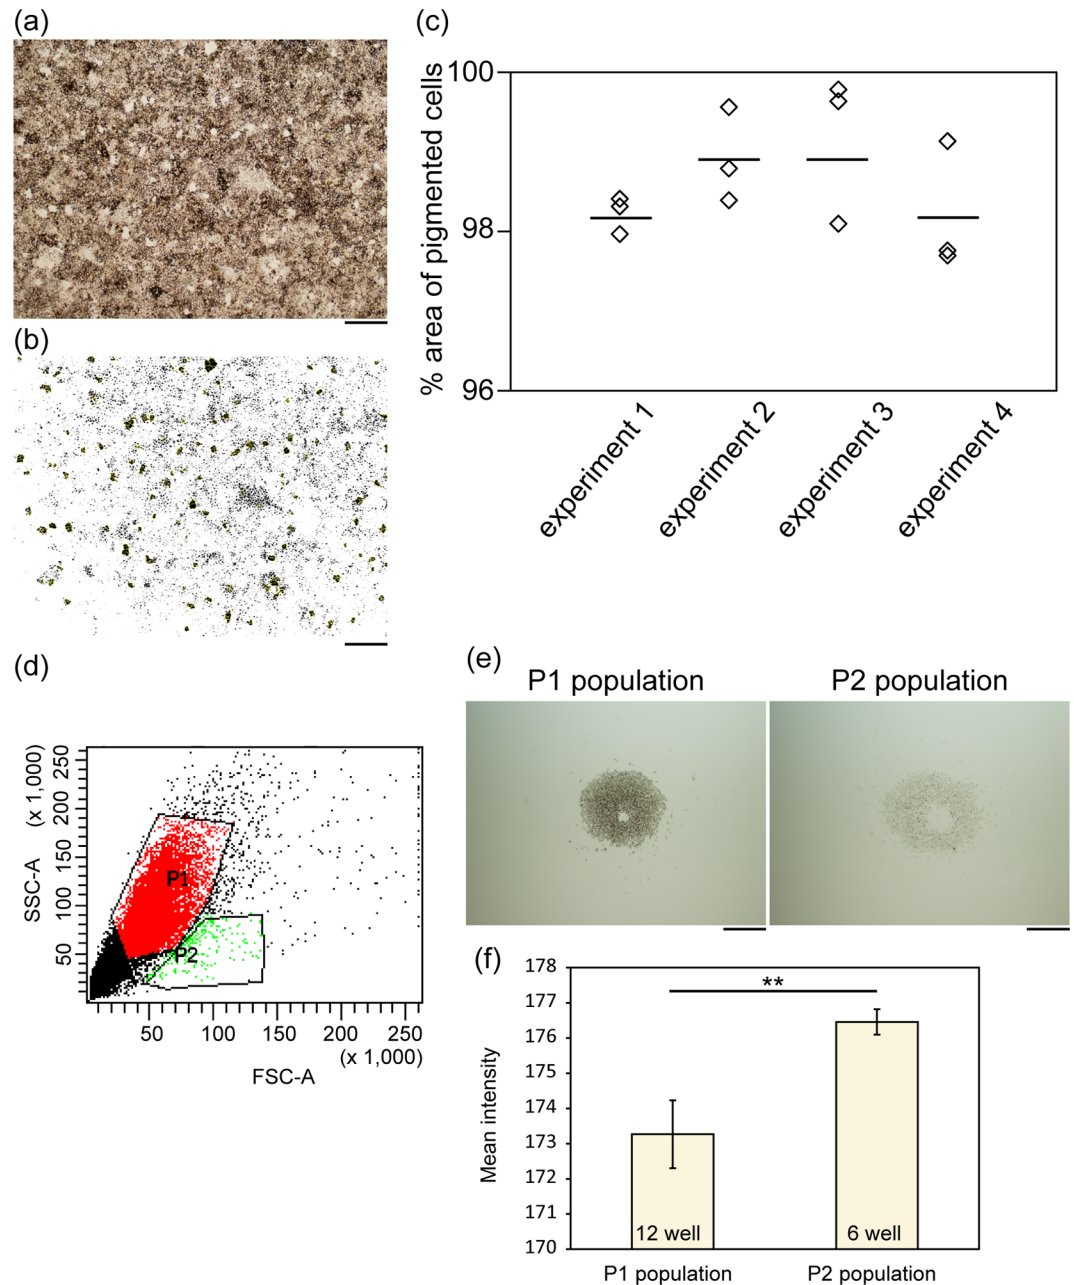 (a)
(c)
% area of pigmented cells
100
98
96
experiment 1
experiment 2
experiment 3
experiment 4
(b)
(d)
SSC-A
(x 1,000)
250
200
150
100
50
P1
P2
50
100
150
200
250
(x 1,000)
FSC-A
(e)
P1 population
P2 population
(f)
Mean intensity
178
177
176
175
174
173
172
171
170
**
12 well
6 well
P1 population
P2 population